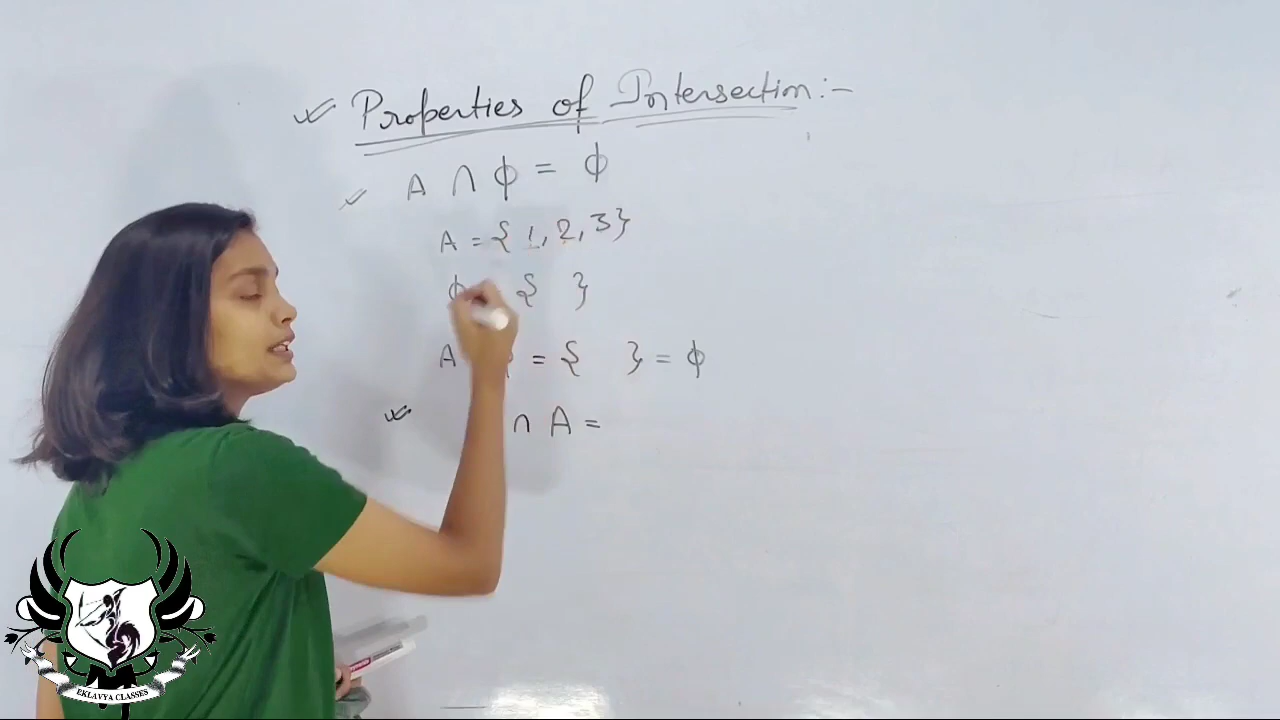 Properties of Intersection:-
A ∩ ϕ = ϕ
A = {1, 2, 3}
ϕ { }
A = { } = ϕ
∩ A =
EKLAVYA CLASSES